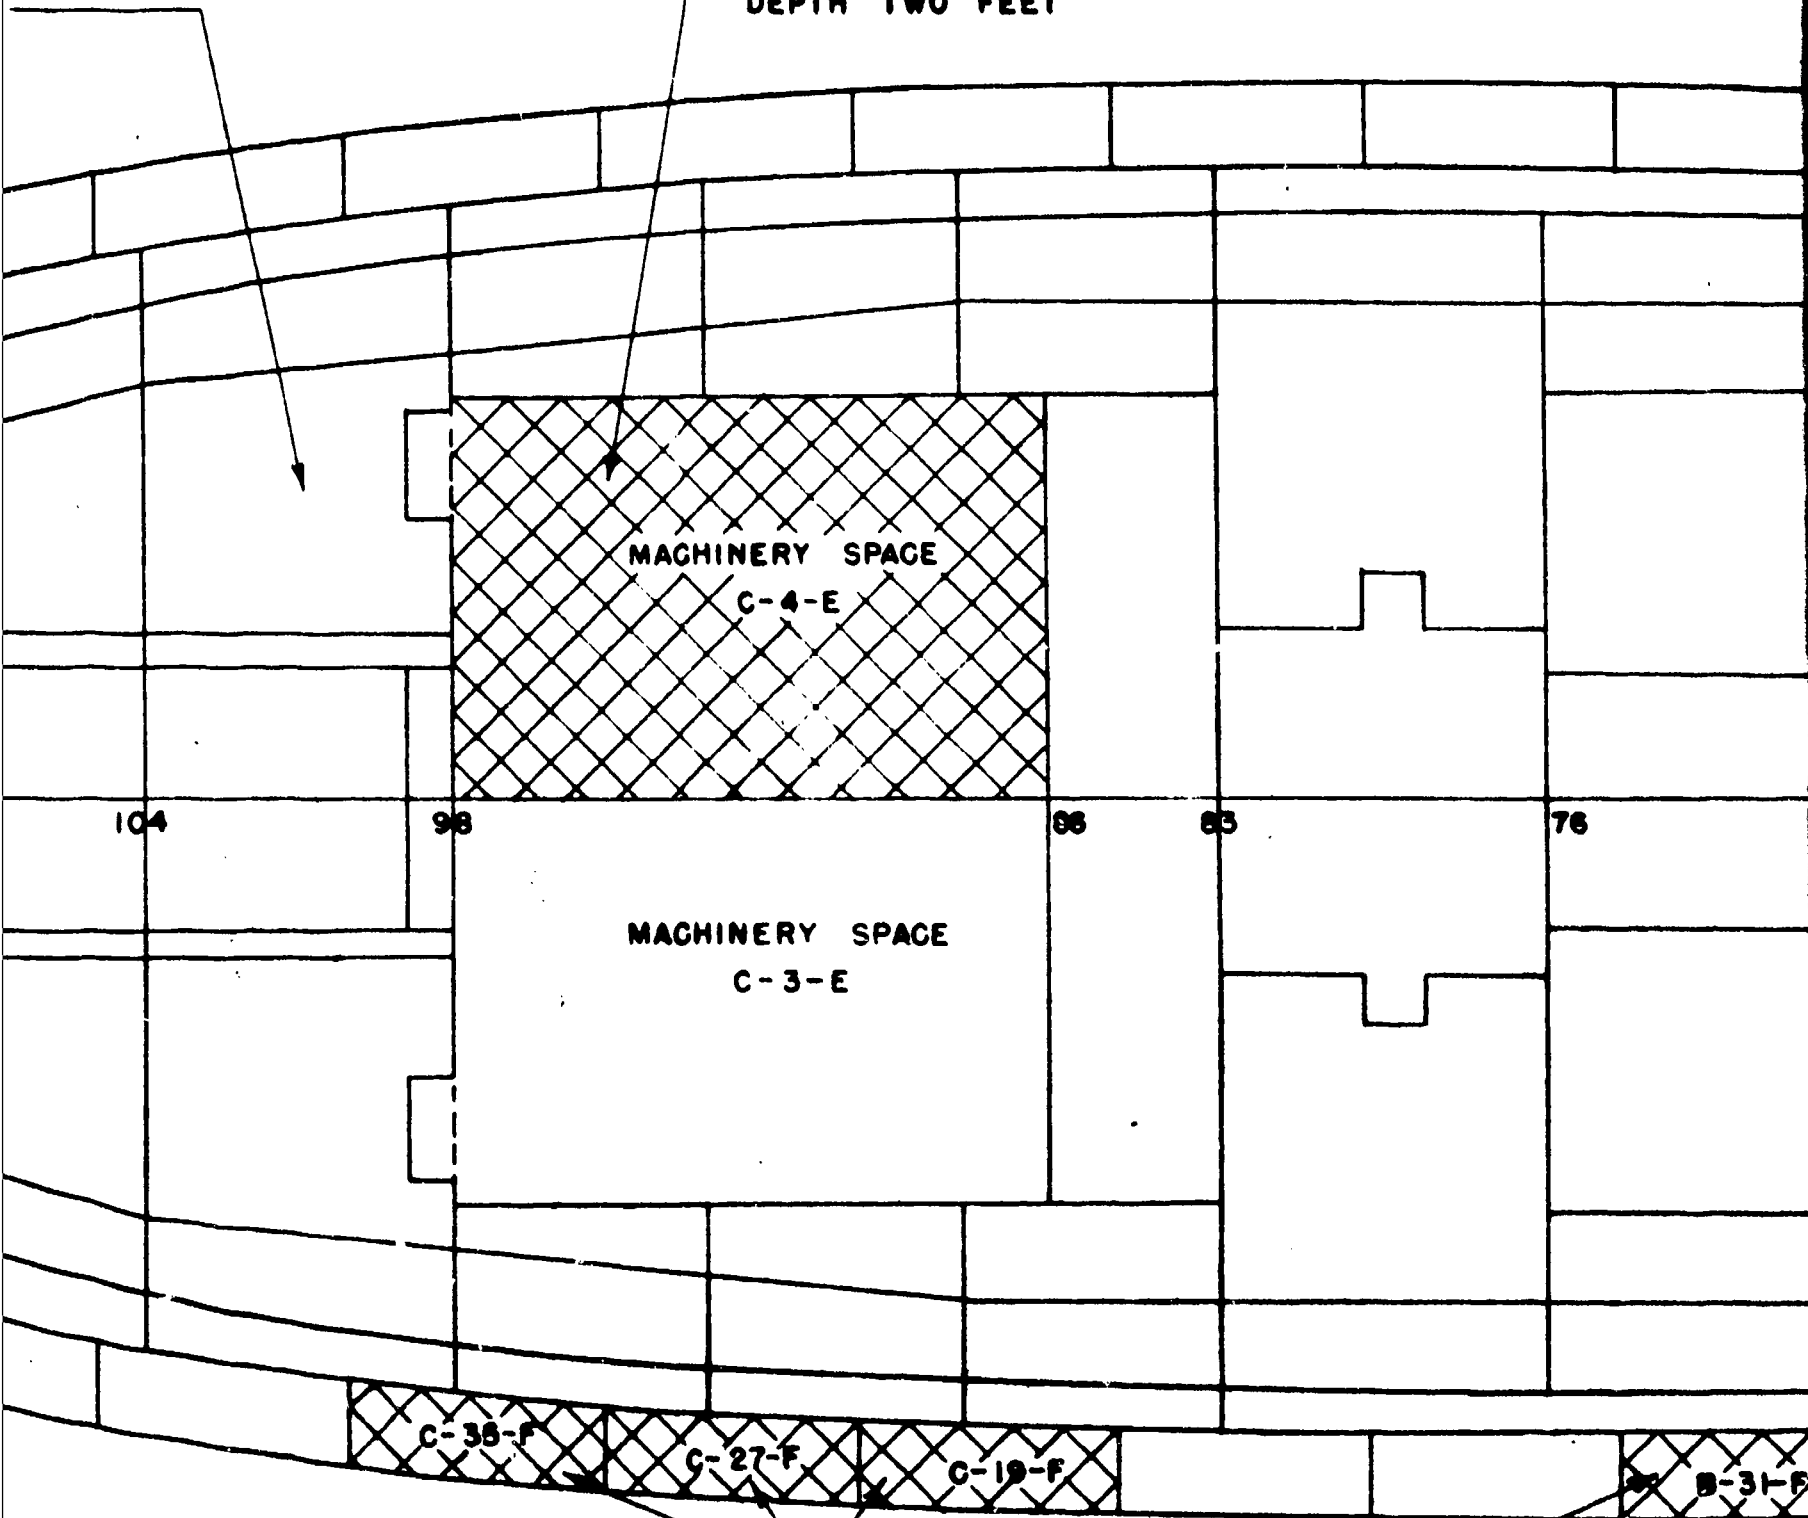 DEPTH TWO FEET
MACHINERY SPACE
C-4-E
104 98 86 83 76
MACHINERY SPACE
C-3-E
C-35-F
C-27-F
C-19-F
B-31-F